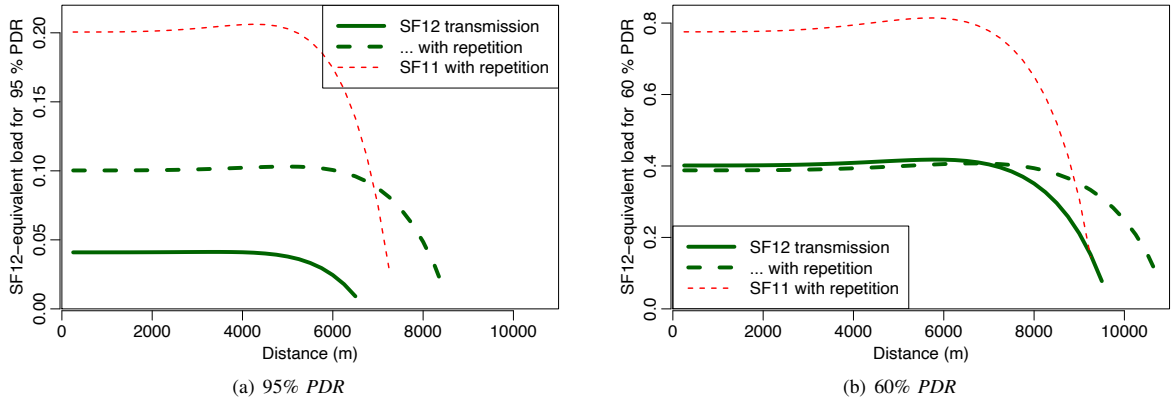 SF12-equivalent load for 95 % PDR
0.00
0.05
0.10
0.15
0.20
SF12 transmission
... with repetition
SF11 with repetition
0
2000
4000
6000
8000
10000
Distance (m)
(a) 95% PDR
SF12-equivalent load for 60 % PDR
0.0
0.2
0.4
0.6
0.8
SF12 transmission
... with repetition
SF11 with repetition
0
2000
4000
6000
8000
10000
Distance (m)
(b) 60% PDR